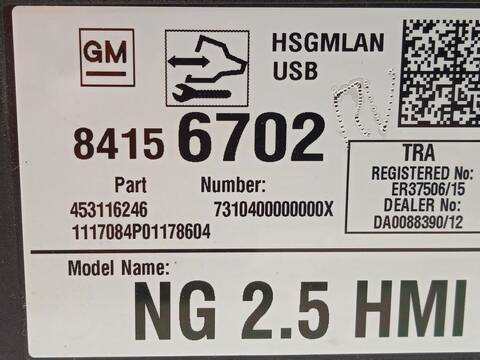 GM
HSGMLAN
USB
8415 6702
Part Number:
453116246 7310400000000X
1117084P01178604
TRA
REGISTERED No:
ER37506/15
DEALER No:
DA0088390/12
Model Name:
NG 2.5 HMI